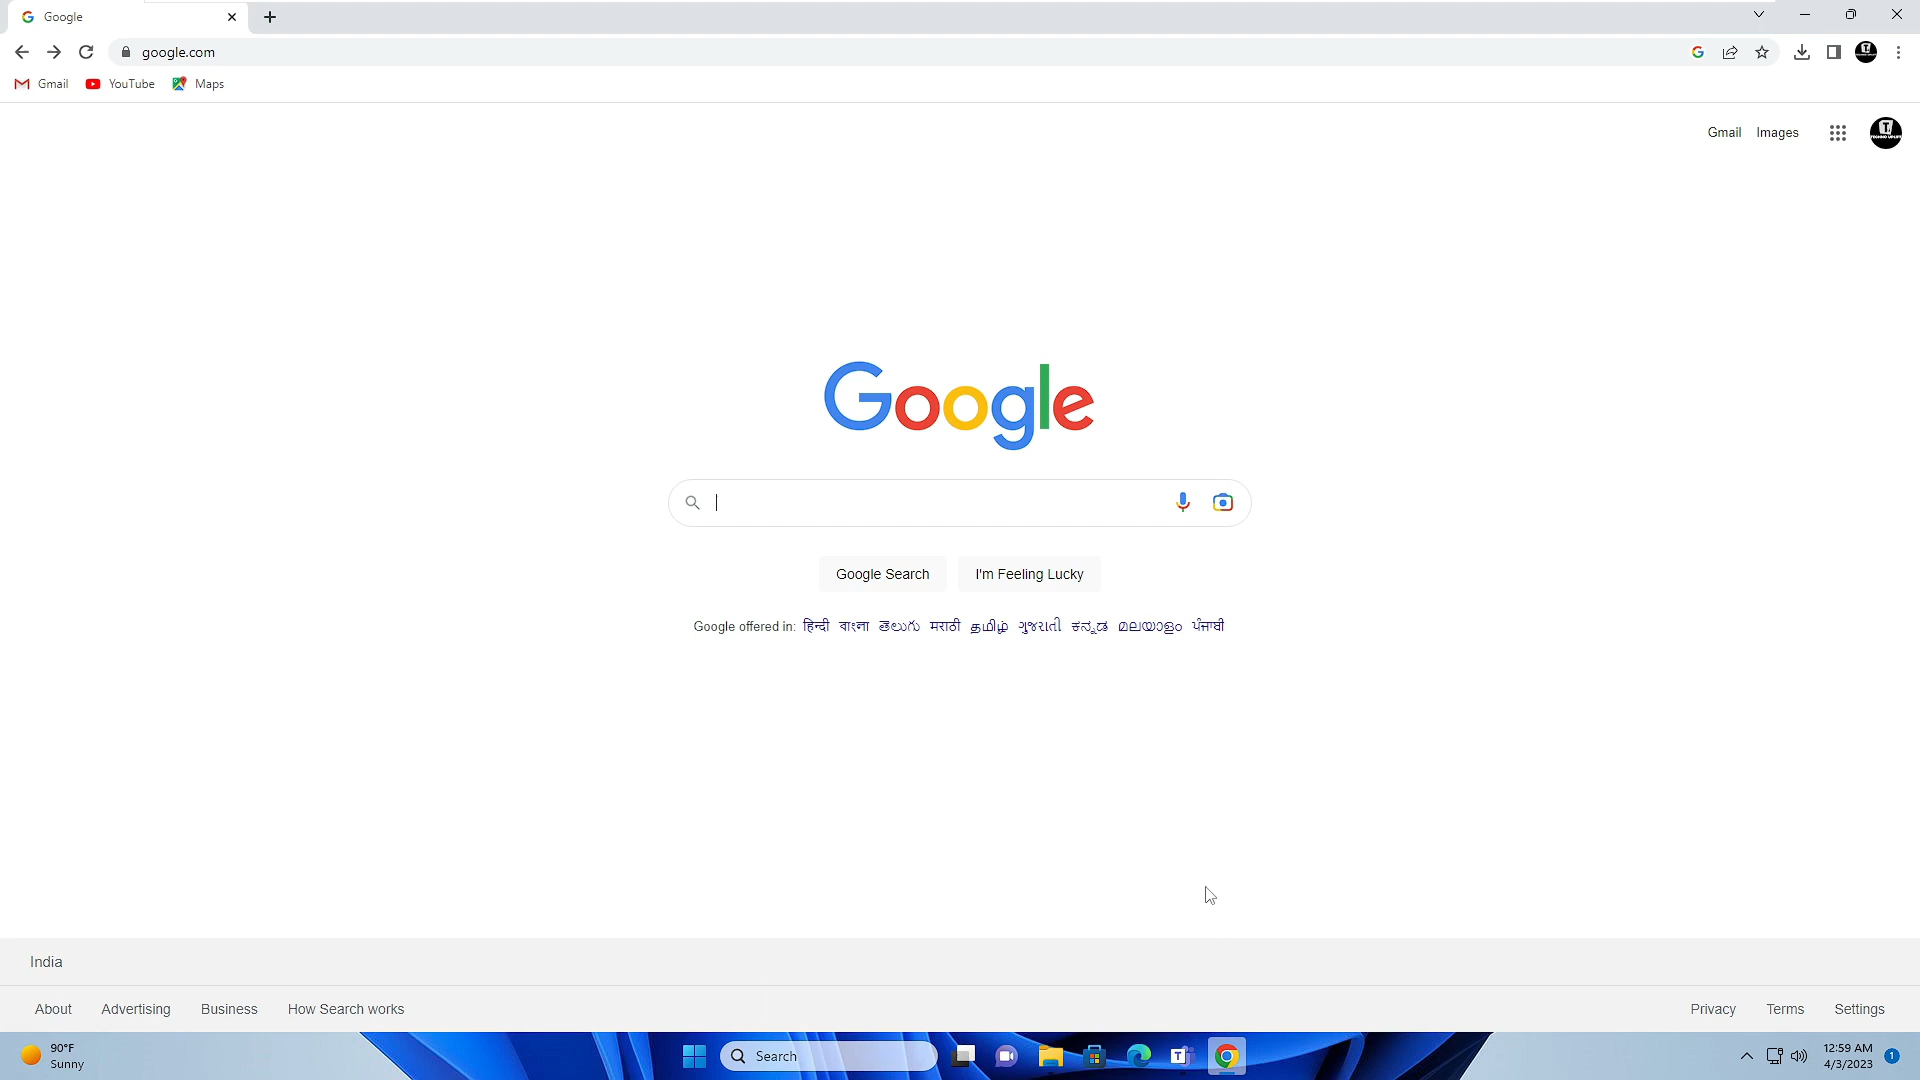 Google
google.com
Gmail YouTube Maps
Gmail Images
Google
Google Search I'm Feeling Lucky
Google offered in: हिन्दी বাংলা తెలుగు मराठी தமிழ் ગુજરાતી ಕನ್ನಡ മലയാളം ਪੰਜਾਬੀ
India
About Advertising Business How Search works Privacy Terms Settings
90°F
Sunny
Search
12:59 AM
4/3/2023
1